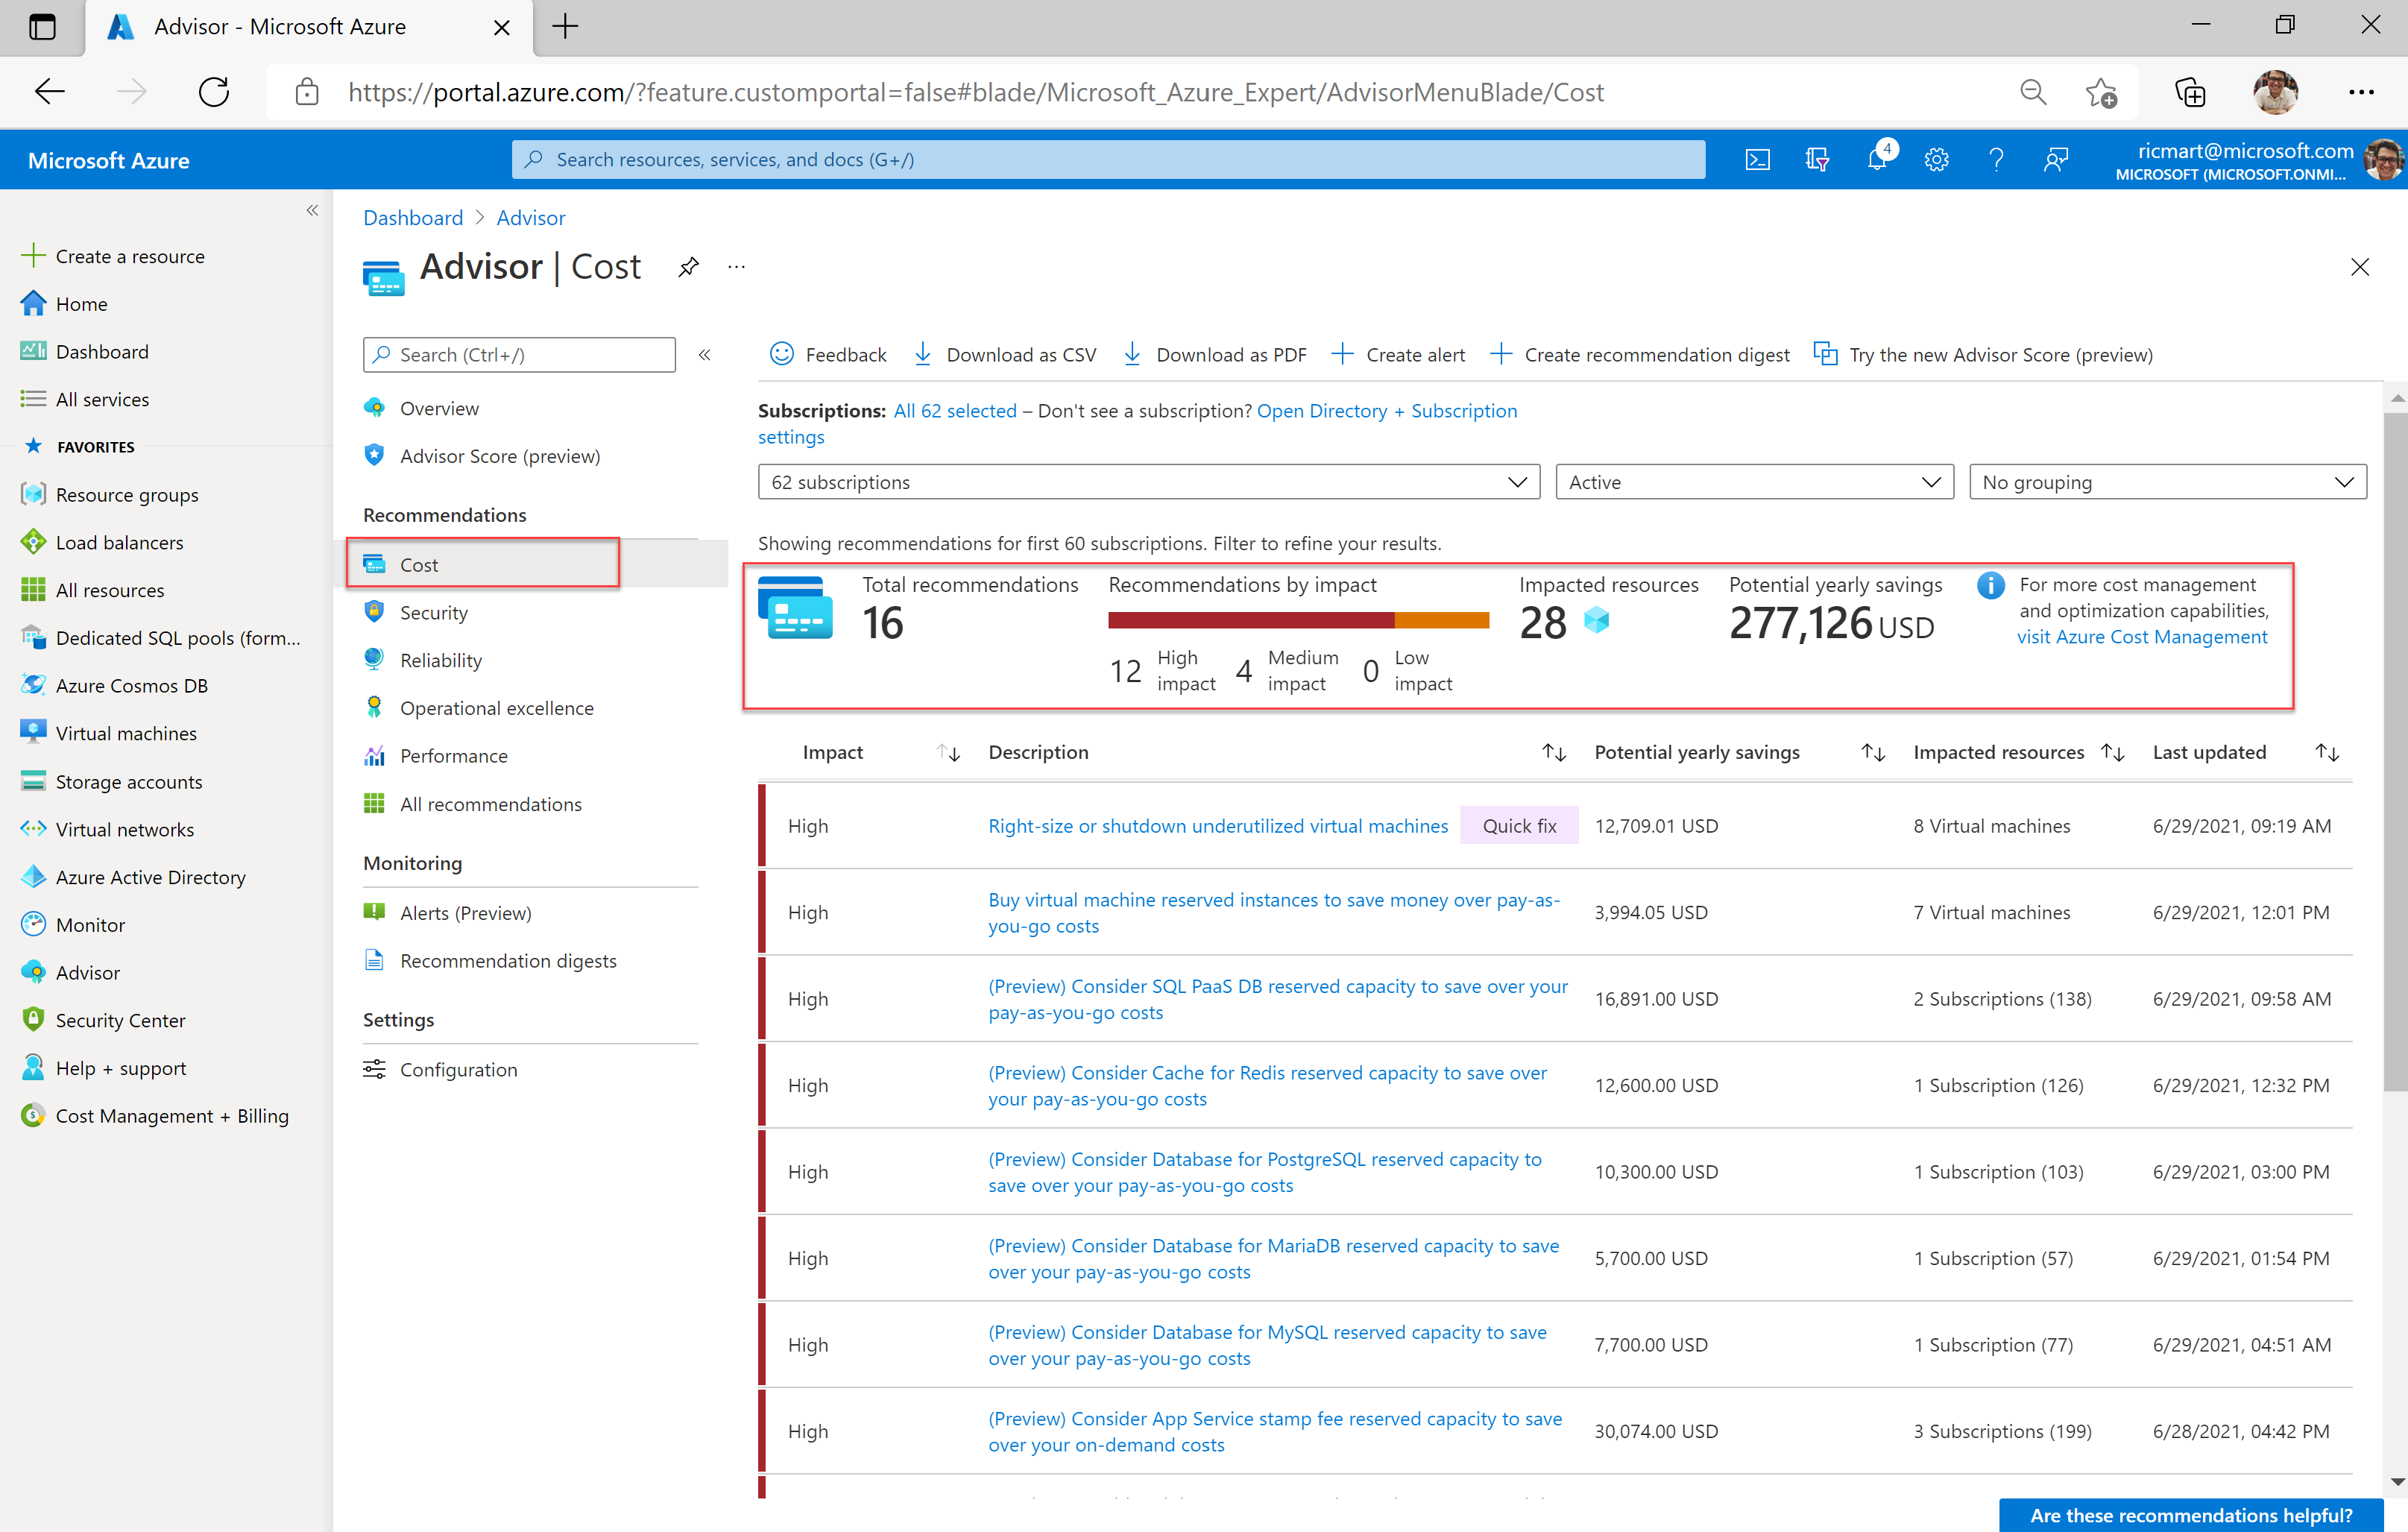 Advisor - Microsoft Azure
https://portal.azure.com/?feature.customportal=false#blade/Microsoft_Azure_Expert/AdvisorMenuBlade/Cost
Microsoft Azure
Search resources, services, and docs (G+/)
4
ricmart@microsoft.com
MICROSOFT (MICROSOFT.ONMI...
Create a resource
Home
Dashboard
All services
FAVORITES
Resource groups
Load balancers
All resources
Dedicated SQL pools (form...
Azure Cosmos DB
Virtual machines
Storage accounts
Virtual networks
Azure Active Directory
Monitor
Advisor
Security Center
Help + support
Cost Management + Billing
Dashboard > Advisor
Advisor | Cost
Search (Ctrl+/)
Overview
Advisor Score (preview)
Recommendations
Cost
Security
Reliability
Operational excellence
Performance
All recommendations
Monitoring
Alerts (Preview)
Recommendation digests
Settings
Configuration
Feedback Download as CSV Download as PDF Create alert Create recommendation digest Try the new Advisor Score (preview)
Subscriptions: All 62 selected – Don't see a subscription? Open Directory + Subscription
settings
62 subscriptions Active No grouping
Showing recommendations for first 60 subscriptions. Filter to refine your results.
Total recommendations
16
Recommendations by impact
12 High impact 4 Medium impact 0 Low impact
Impacted resources
28
Potential yearly savings
277,126 USD
For more cost management
and optimization capabilities,
visit Azure Cost Management
Impact Description Potential yearly savings Impacted resources Last updated
High Right-size or shutdown underutilized virtual machines Quick fix 12,709.01 USD 8 Virtual machines 6/29/2021, 09:19 AM
High Buy virtual machine reserved instances to save money over pay-as-
you-go costs 3,994.05 USD 7 Virtual machines 6/29/2021, 12:01 PM
High (Preview) Consider SQL PaaS DB reserved capacity to save over your
pay-as-you-go costs 16,891.00 USD 2 Subscriptions (138) 6/29/2021, 09:58 AM
High (Preview) Consider Cache for Redis reserved capacity to save over
your pay-as-you-go costs 12,600.00 USD 1 Subscription (126) 6/29/2021, 12:32 PM
High (Preview) Consider Database for PostgreSQL reserved capacity to
save over your pay-as-you-go costs 10,300.00 USD 1 Subscription (103) 6/29/2021, 03:00 PM
High (Preview) Consider Database for MariaDB reserved capacity to save
over your pay-as-you-go costs 5,700.00 USD 1 Subscription (57) 6/29/2021, 01:54 PM
High (Preview) Consider Database for MySQL reserved capacity to save
over your pay-as-you-go costs 7,700.00 USD 1 Subscription (77) 6/29/2021, 04:51 AM
High (Preview) Consider App Service stamp fee reserved capacity to save
over your on-demand costs 30,074.00 USD 3 Subscriptions (199) 6/28/2021, 04:42 PM
Are these recommendations helpful?